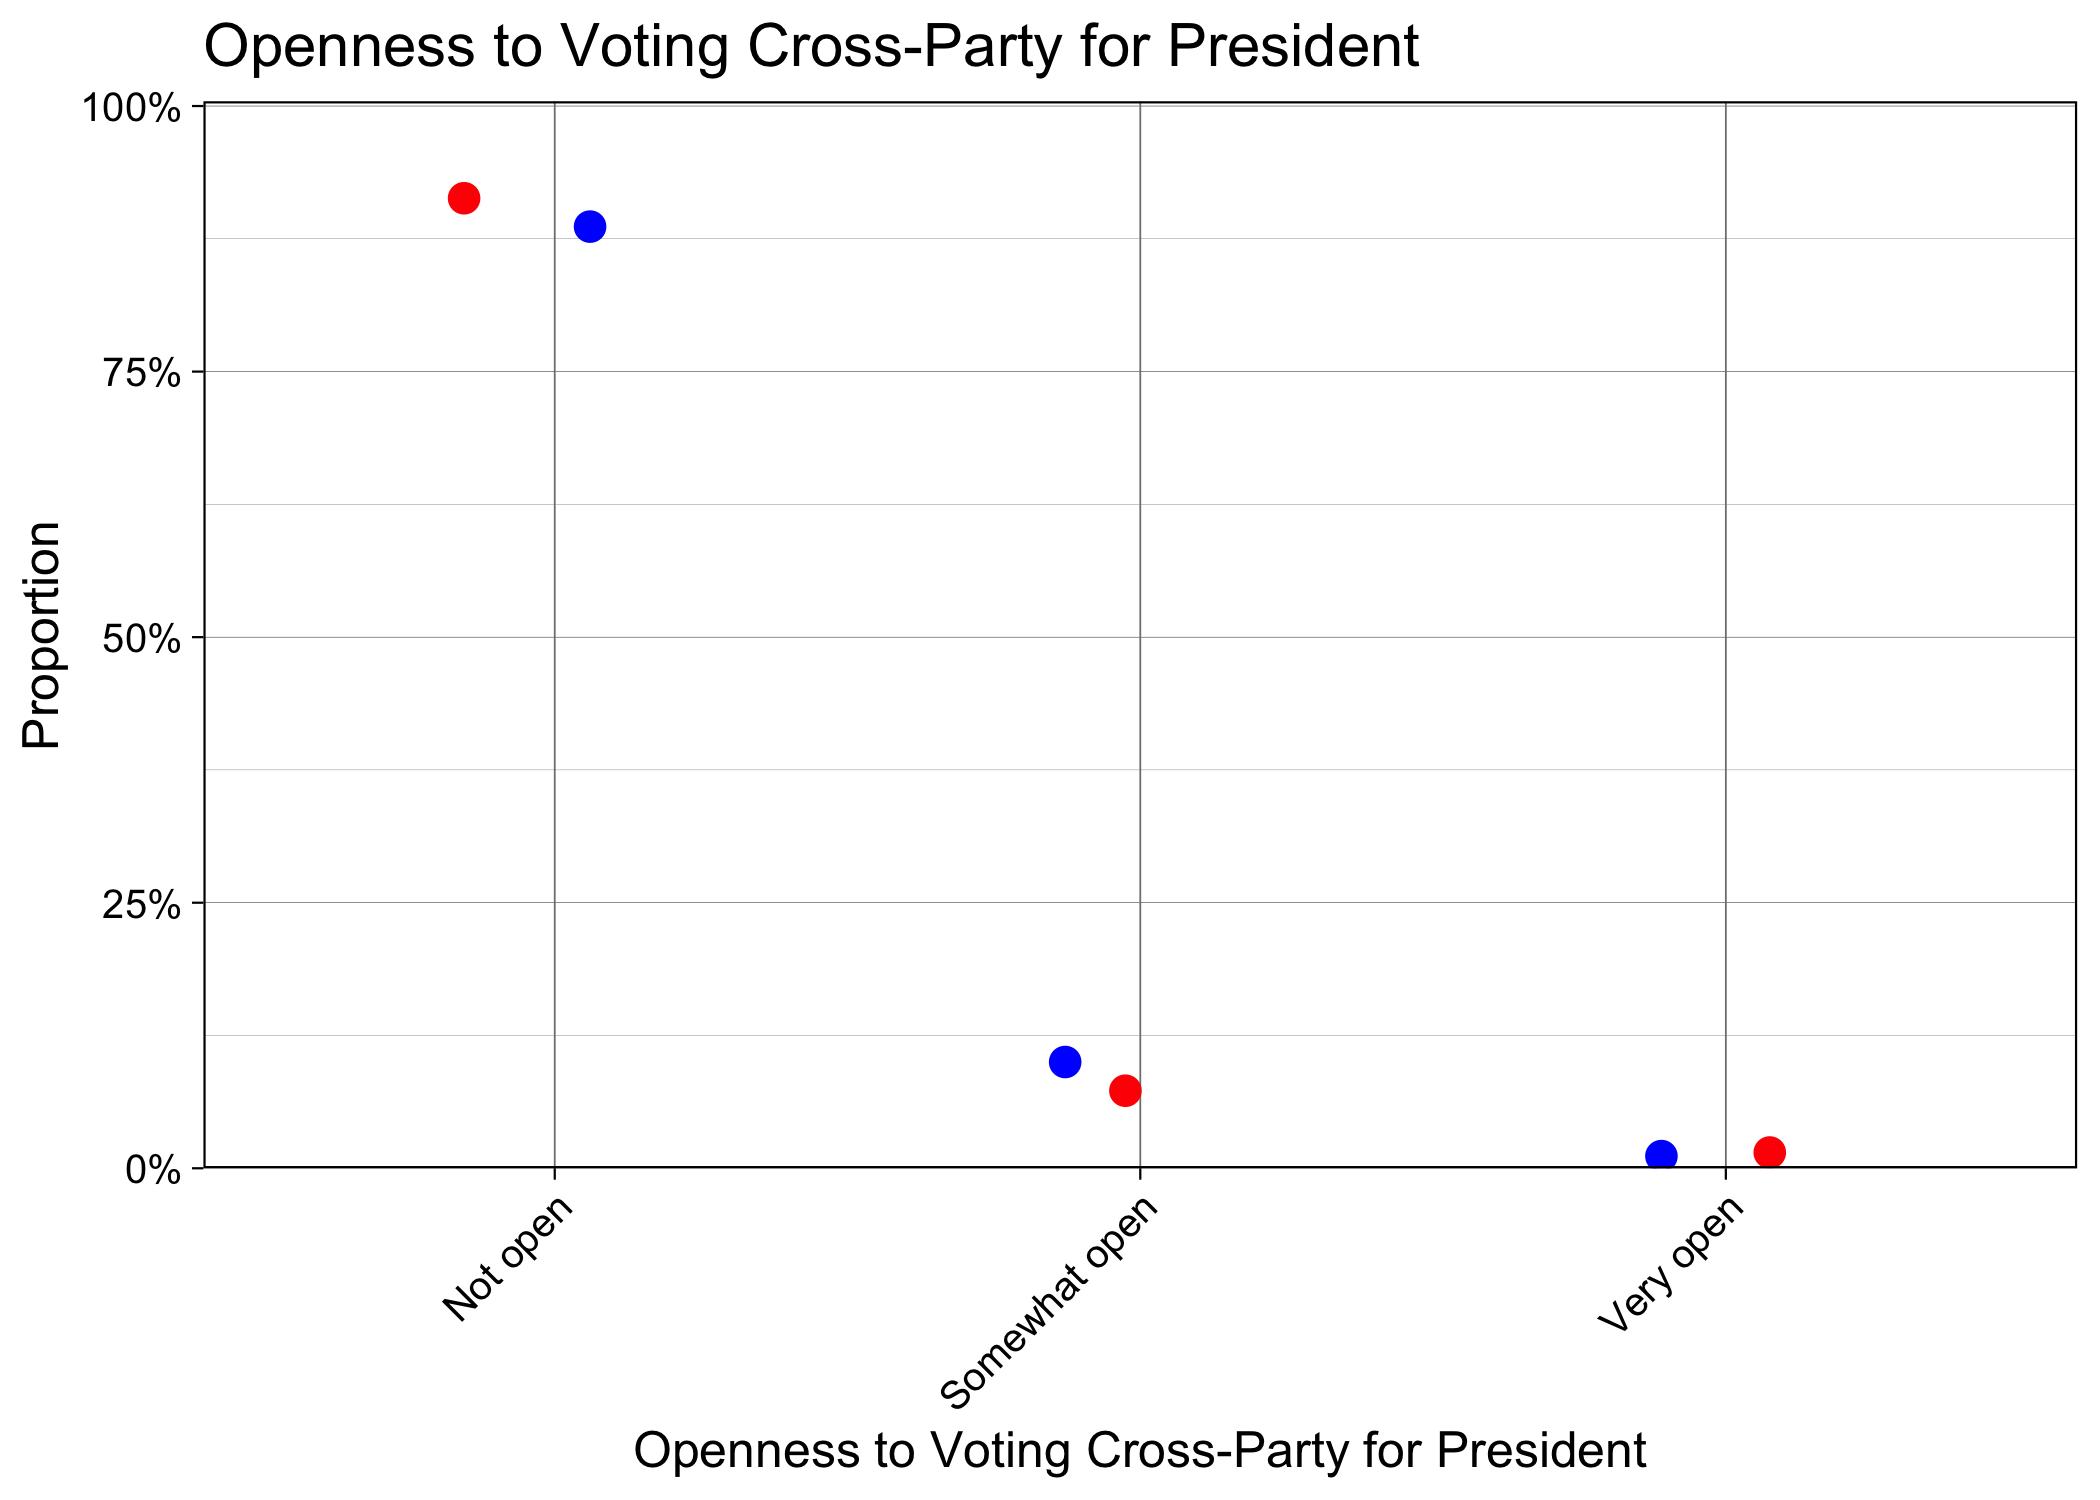 Openness to Voting Cross-Party for President
100%
75%
50%
25%
0%
Proportion
Not open
Somewhat open
Very open
Openness to Voting Cross-Party for President